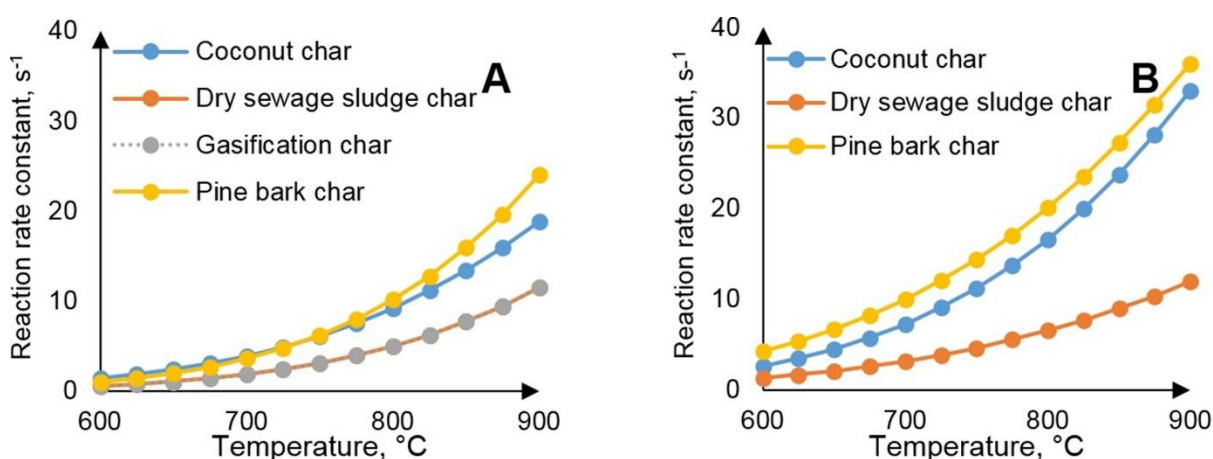 Reaction rate constant, s-1
40
30
20
10
0
Coconut char
Dry sewage sludge char
Gasification char
Pine bark char
A
600 700 800 900
Temperature, °C
Reaction rate constant, s-1
40
30
20
10
0
Coconut char
Dry sewage sludge char
Pine bark char
B
600 700 800 900
Temperature, °C